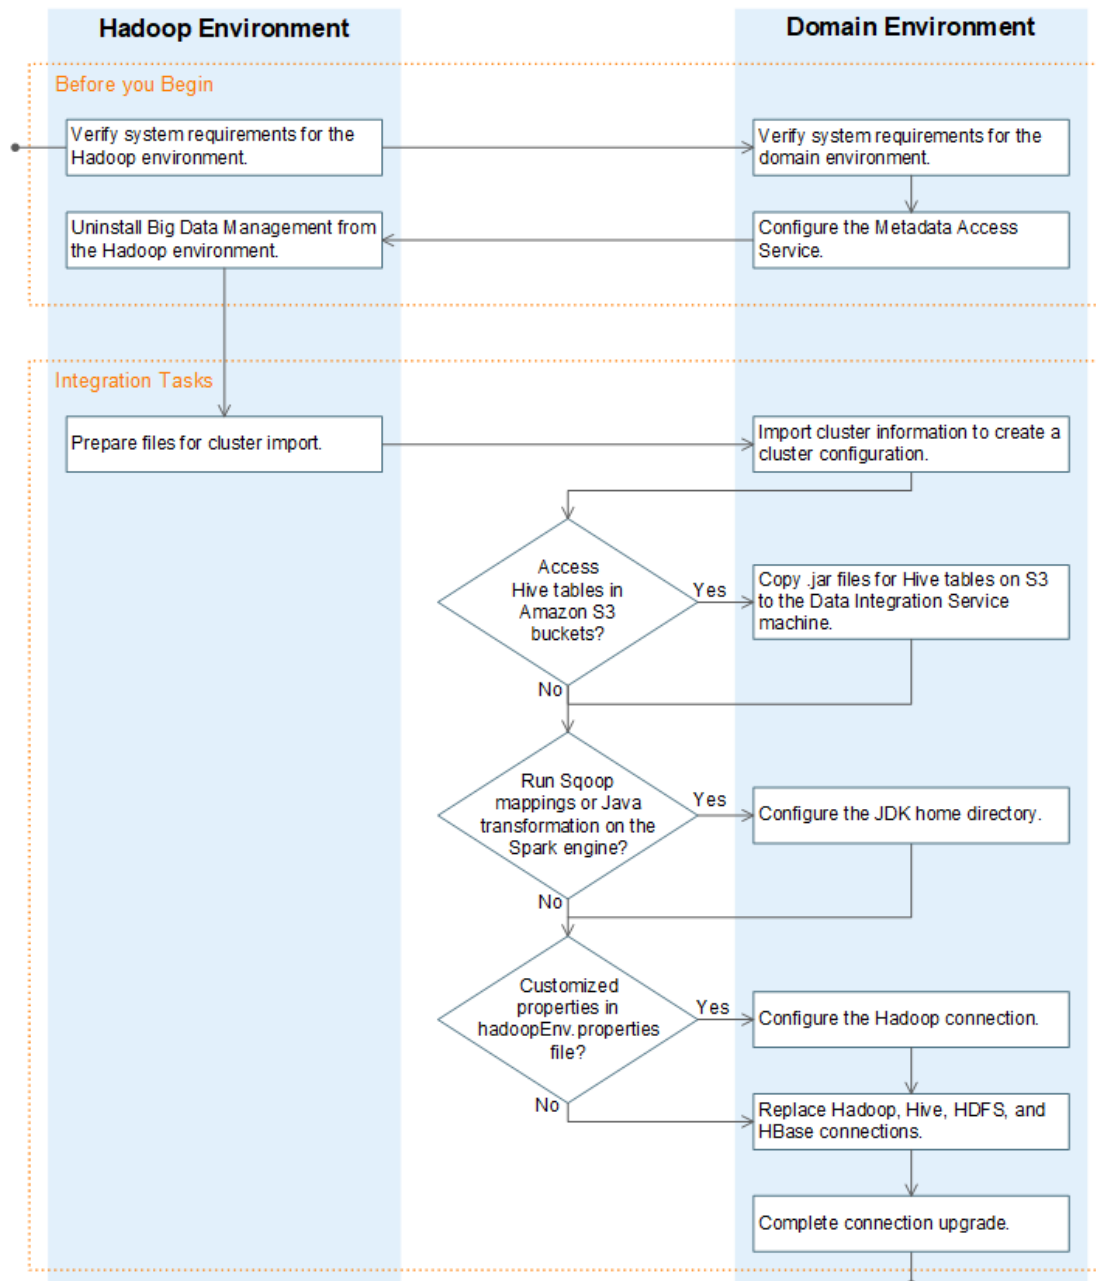 Hadoop Environment
Domain Environment
Before you Begin
Verify system requirements for the
Hadoop environment.
Verify system requirements for the
domain environment.
Uninstall Big Data Management from
the Hadoop environment.
Configure the Metadata Access
Service.
Integration Tasks
Prepare files for cluster import.
Import cluster information to create a
cluster configuration.
Access
Hive tables in
Amazon S3
buckets?
Yes
Copy .jar files for Hive tables on S3
to the Data Integration Service
machine.
No
Run Sqoop
mappings or Java
transformation on the
Spark engine?
Yes
Configure the JDK home directory.
No
Customized
properties in
hadoopEnv.properties
file?
Yes
Configure the Hadoop connection.
No
Replace Hadoop, Hive, HDFS, and
HBase connections.
Complete connection upgrade.